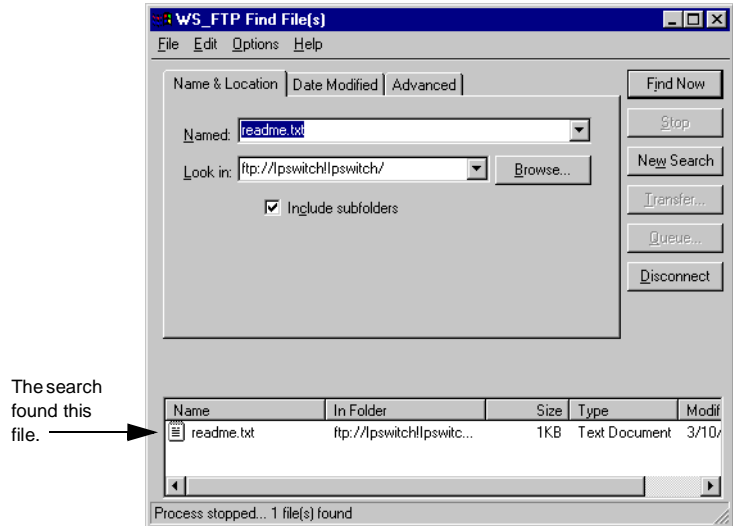 WS_FTP Find File(s)
File Edit Options Help
Name & Location Date Modified Advanced
Find Now
Named: readme.txt
Stop
Look in: ftp://Ipswitch!Ipswitch/ Browse...
New Search
Include subfolders
Transfer...
Queue...
Disconnect
The search
found this
file.
Name In Folder Size Type Modif
readme.txt ftp://Ipswitch!Ipswitc... 1KB Text Document 3/10/
Process stopped... 1 file(s) found